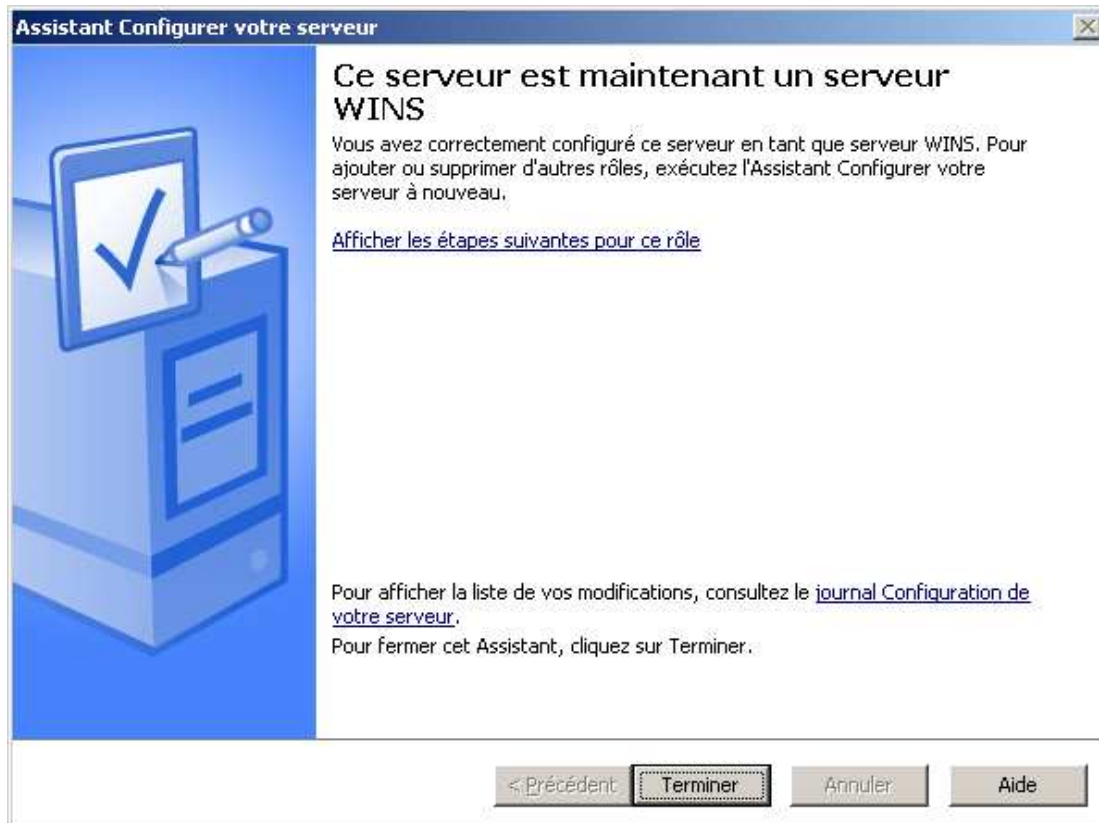 Assistant Configurer votre serveur
Ce serveur est maintenant un serveur
WINS
Vous avez correctement configuré ce serveur en tant que serveur WINS. Pour
ajouter ou supprimer d'autres rôles, exécutez l'Assistant Configurer votre
serveur à nouveau.
Afficher les étapes suivantes pour ce rôle
Pour afficher la liste de vos modifications, consultez le journal Configuration de
votre serveur.
Pour fermer cet Assistant, cliquez sur Terminer.
< Précédent Terminer Annuler Aide